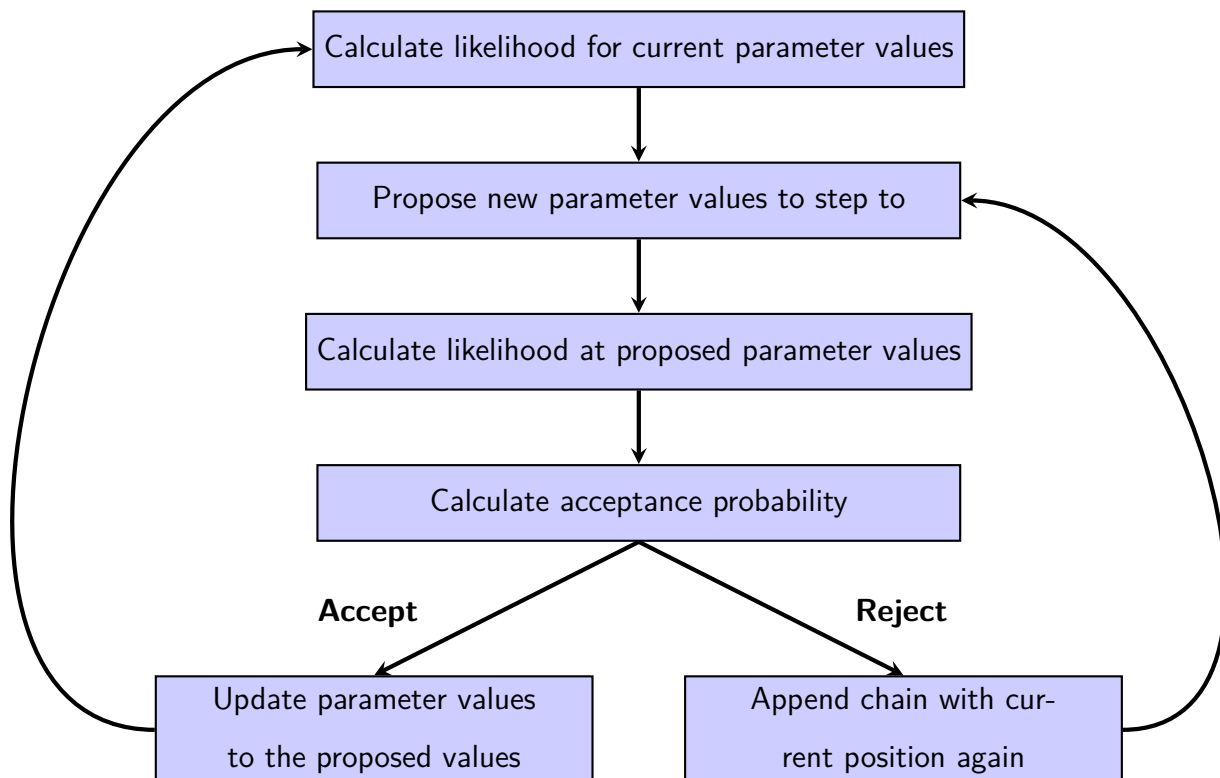 Calculate likelihood for current parameter values
Propose new parameter values to step to
Calculate likelihood at proposed parameter values
Calculate acceptance probability
Accept
Reject
Update parameter values
to the proposed values
Append chain with cur-
rent position again